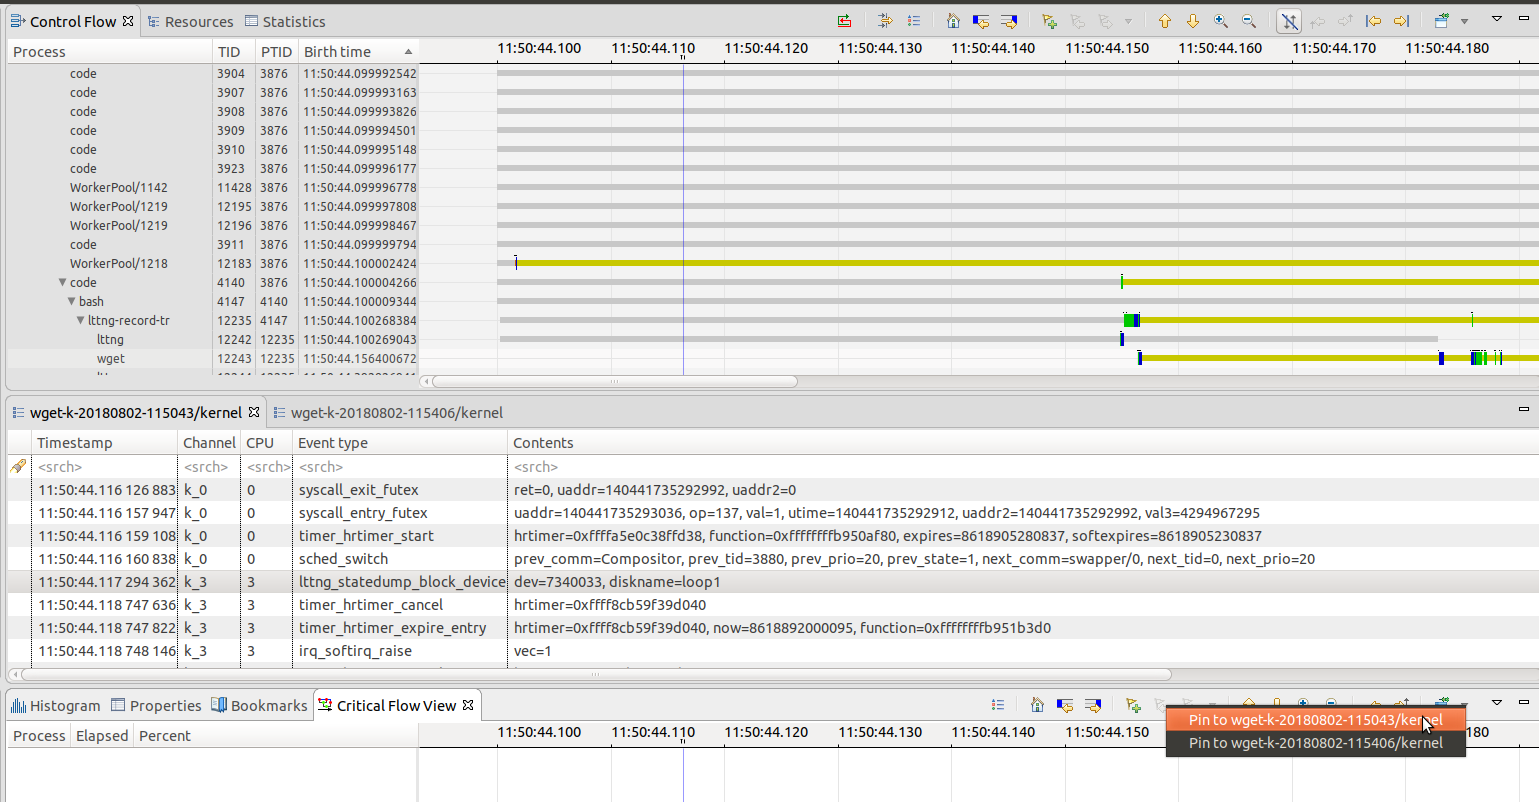 Control Flow Resources Statistics
Process TID PTID Birth time 11:50:44.100 11:50:44.110 11:50:44.120 11:50:44.130 11:50:44.140 11:50:44.150 11:50:44.160 11:50:44.170 11:50:44.180
code 3904 3876 11:50:44.099992542
code 3907 3876 11:50:44.099993163
code 3908 3876 11:50:44.099993826
code 3909 3876 11:50:44.099994501
code 3910 3876 11:50:44.099995148
code 3923 3876 11:50:44.099996177
WorkerPool/1142 11428 3876 11:50:44.099996778
WorkerPool/1219 12195 3876 11:50:44.099997808
WorkerPool/1219 12196 3876 11:50:44.099998467
code 3911 3876 11:50:44.099999794
WorkerPool/1218 12183 3876 11:50:44.100002424
code 4140 3876 11:50:44.100004266
bash 4147 4140 11:50:44.100009344
lttng-record-tr 12235 4147 11:50:44.100268384
lttng 12242 12235 11:50:44.100269043
wget 12243 12235 11:50:44.156400672
wget-k-20180802-115043/kernel wget-k-20180802-115406/kernel
Timestamp Channel CPU Event type Contents
<srch> <srch> <srch> <srch> <srch>
11:50:44.116 126 883 k_0 0 syscall_exit_futex ret=0, uaddr=140441735292992, uaddr2=0
11:50:44.116 157 947 k_0 0 syscall_entry_futex uaddr=140441735293036, op=137, val=1, utime=140441735292912, uaddr2=140441735292992, val3=4294967295
11:50:44.116 159 108 k_0 0 timer_hrtimer_start hrtimer=0xffffa5e0c38ffd38, function=0xffffffffb950af80, expires=8618905280837, softexpires=8618905230837
11:50:44.116 160 838 k_0 0 sched_switch prev_comm=Compositor, prev_tid=3880, prev_prio=20, prev_state=1, next_comm=swapper/0, next_tid=0, next_prio=20
11:50:44.117 294 362 k_3 3 lttng_statedump_block_device dev=7340033, diskname=loop1
11:50:44.118 747 636 k_3 3 timer_hrtimer_cancel hrtimer=0xffff8cb59f39d040
11:50:44.118 747 822 k_3 3 timer_hrtimer_expire_entry hrtimer=0xffff8cb59f39d040, now=8618892000095, function=0xffffffffb951b3d0
11:50:44.118 748 146 k_3 3 irq_softirq_raise vec=1
Histogram Properties Bookmarks Critical Flow View
Pin to wget-k-20180802-115043/kernel
Process Elapsed Percent 11:50:44.100 11:50:44.110 11:50:44.120 11:50:44.130 11:50:44.140 11:50:44.150 180
Pin to wget-k-20180802-115406/kernel